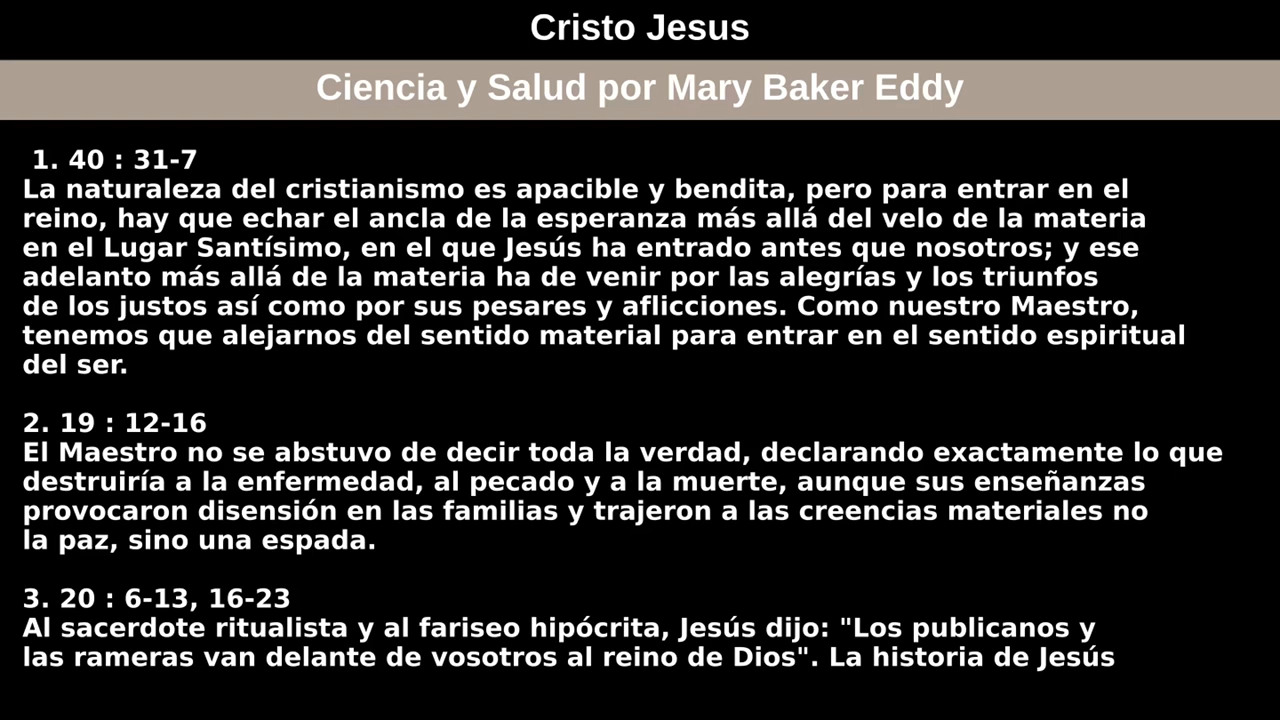 Cristo Jesus
Ciencia y Salud por Mary Baker Eddy
1. 40 : 31-7
La naturaleza del cristianismo es apacible y bendita, pero para entrar en el
reino, hay que echar el ancla de la esperanza más allá del velo de la materia
en el Lugar Santísimo, en el que Jesús ha entrado antes que nosotros; y ese
adelanto más allá de la materia ha de venir por las alegrías y los triunfos
de los justos así como por sus pesares y aflicciones. Como nuestro Maestro,
tenemos que alejarnos del sentido material para entrar en el sentido espiritual
del ser.
2. 19 : 12-16
El Maestro no se abstuvo de decir toda la verdad, declarando exactamente lo que
destruiría a la enfermedad, al pecado y a la muerte, aunque sus enseñanzas
provocaron disensión en las familias y trajeron a las creencias materiales no
la paz, sino una espada.
3. 20 : 6-13, 16-23
Al sacerdote ritualista y al fariseo hipócrita, Jesús dijo: "Los publicanos y
las rameras van delante de vosotros al reino de Dios". La historia de Jesús